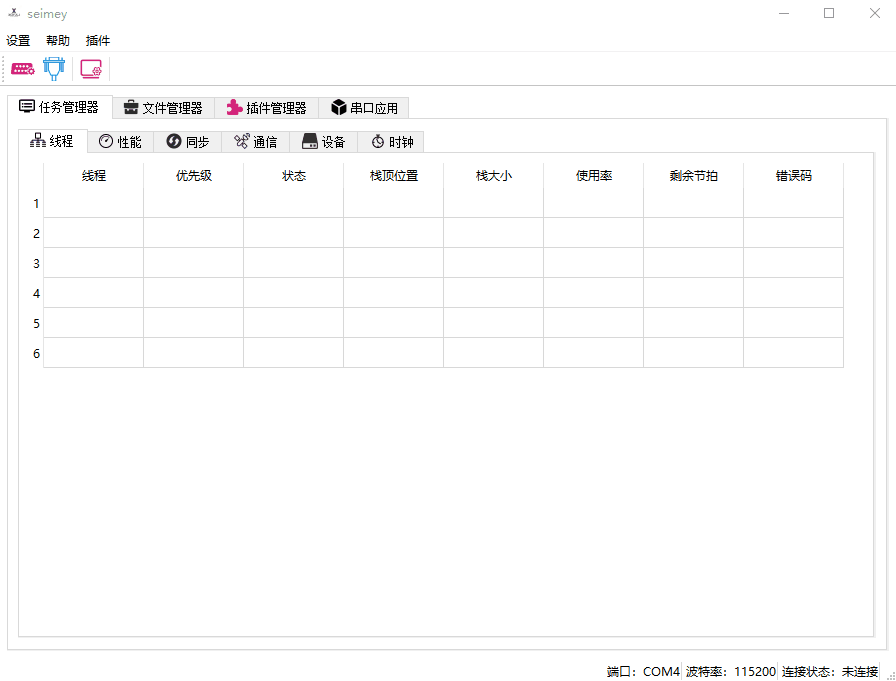 seimey
设置 帮助 插件
任务管理器 文件管理器 插件管理器 串口应用
线程 性能 同步 通信 设备 时钟
线程 优先级 状态 栈顶位置 栈大小 使用率 剩余节拍 错误码
1
2
3
4
5
6
端口：COM4 波特率：115200 连接状态：未连接